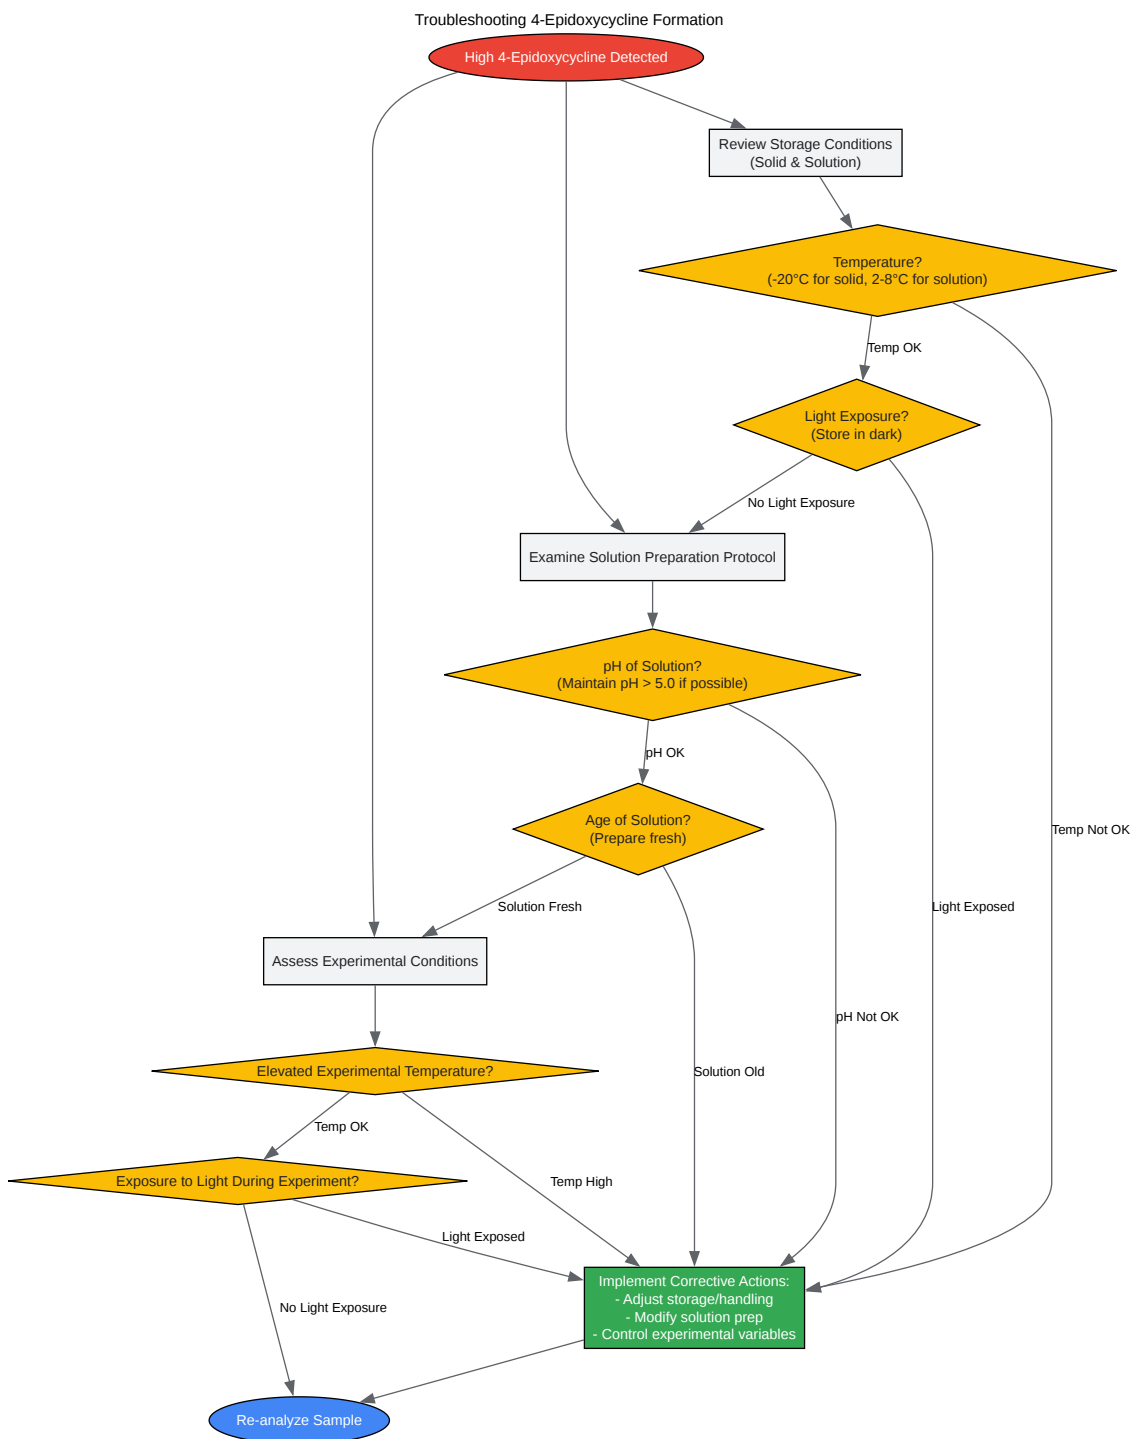 Troubleshooting 4-Epidoxycycline Formation
High 4-Epidoxycycline Detected
Review Storage Conditions
(Solid & Solution)
Temperature?
(-20°C for solid, 2-8°C for solution)
Temp OK
Light Exposure?
(Store in dark)
No Light Exposure
Examine Solution Preparation Protocol
pH of Solution?
(Maintain pH > 5.0 if possible)
pH OK
Age of Solution?
(Prepare fresh)
Temp Not OK
Solution Fresh
Light Exposed
Assess Experimental Conditions
pH Not OK
Elevated Experimental Temperature?
Solution Old
Temp OK
Exposure to Light During Experiment?
Temp High
Light Exposed
Implement Corrective Actions:
- Adjust storage/handling
- Modify solution prep
- Control experimental variables
No Light Exposure
Re-analyze Sample